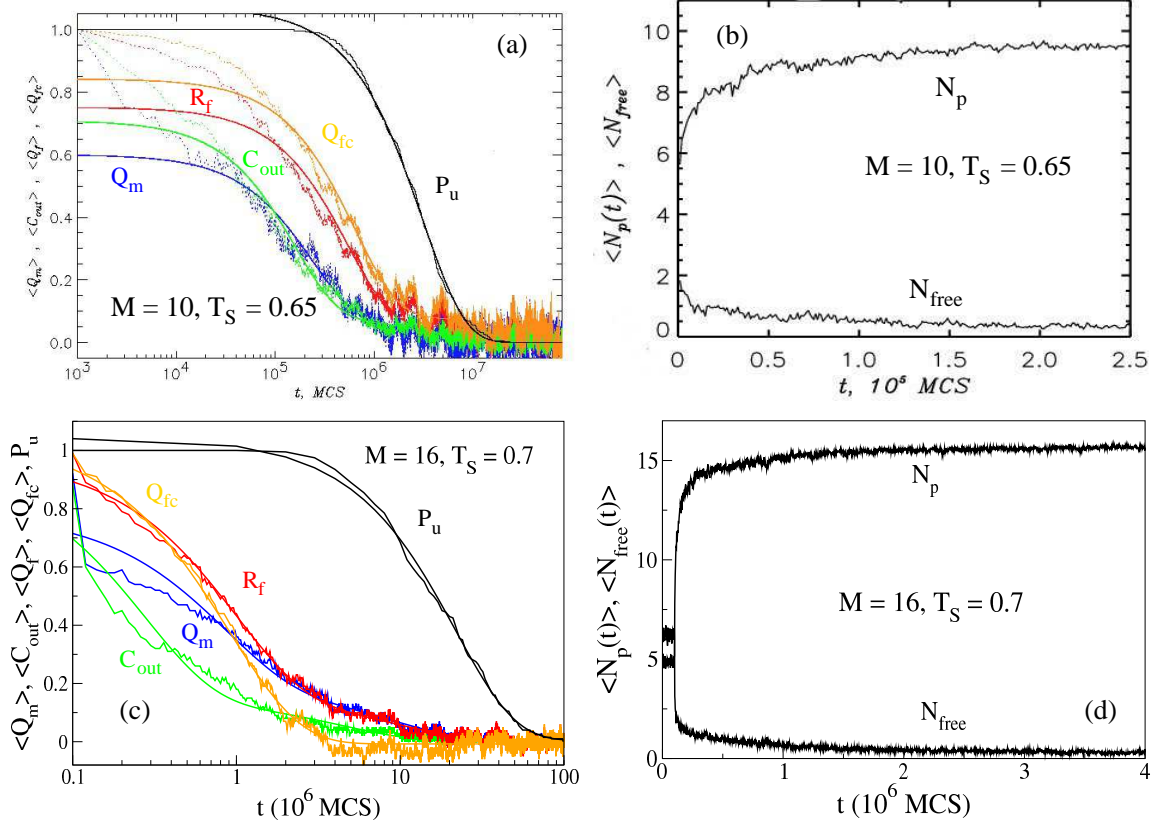 (a)
1.0
0.8
0.6
0.4
0.2
0.0
<Q_m> , <C_out> , <Q_f> , <Q_fc>
R_f
Q_fc
C_out
Q_m
P_u
M = 10, T_S = 0.65
10^3 10^4 10^5 10^6 10^7
t, MCS
(b)
10
8
6
4
2
0
<N_p(t)> , <N_free>
N_p
M = 10, T_S = 0.65
N_free
0 0.5 1.0 1.5 2.0 2.5
t, 10^5 MCS
1
0.8
0.6
0.4
0.2
0
<Q_m>, <C_out>, <Q_f>, <Q_fc>, P_u
M = 16, T_S = 0.7
Q_fc
P_u
R_f
Q_m
C_out
(c)
0.1 1 10 100
t (10^6 MCS)
15
10
5
0
<N_p(t)>, <N_free(t)>
N_p
M = 16, T_S = 0.7
N_free
(d)
0 1 2 3 4
t (10^6 MCS)